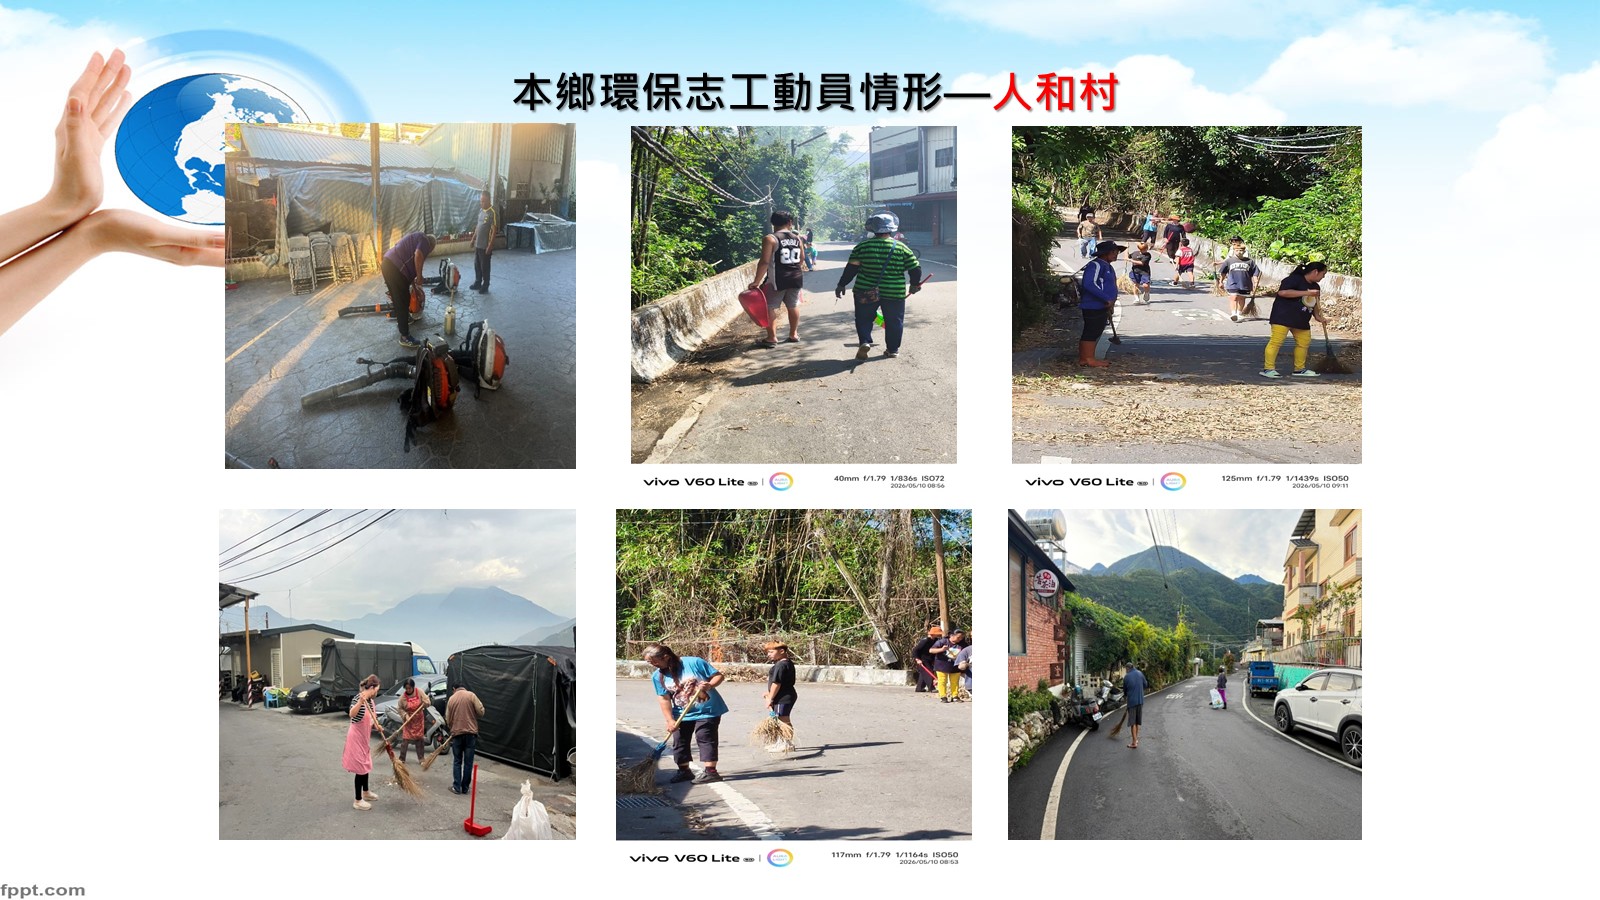 本鄉環保志工動員情形—人和村
20
vivo V60 Lite
40mm f/1.79 1/836s ISO72
2026/05/10 08:56
vivo V60 Lite
125mm f/1.79 1/1439s ISO50
2026/05/10 09:11
vivo V60 Lite
117mm f/1.79 1/1164s ISO50
2026/05/10 08:53
fppt.com